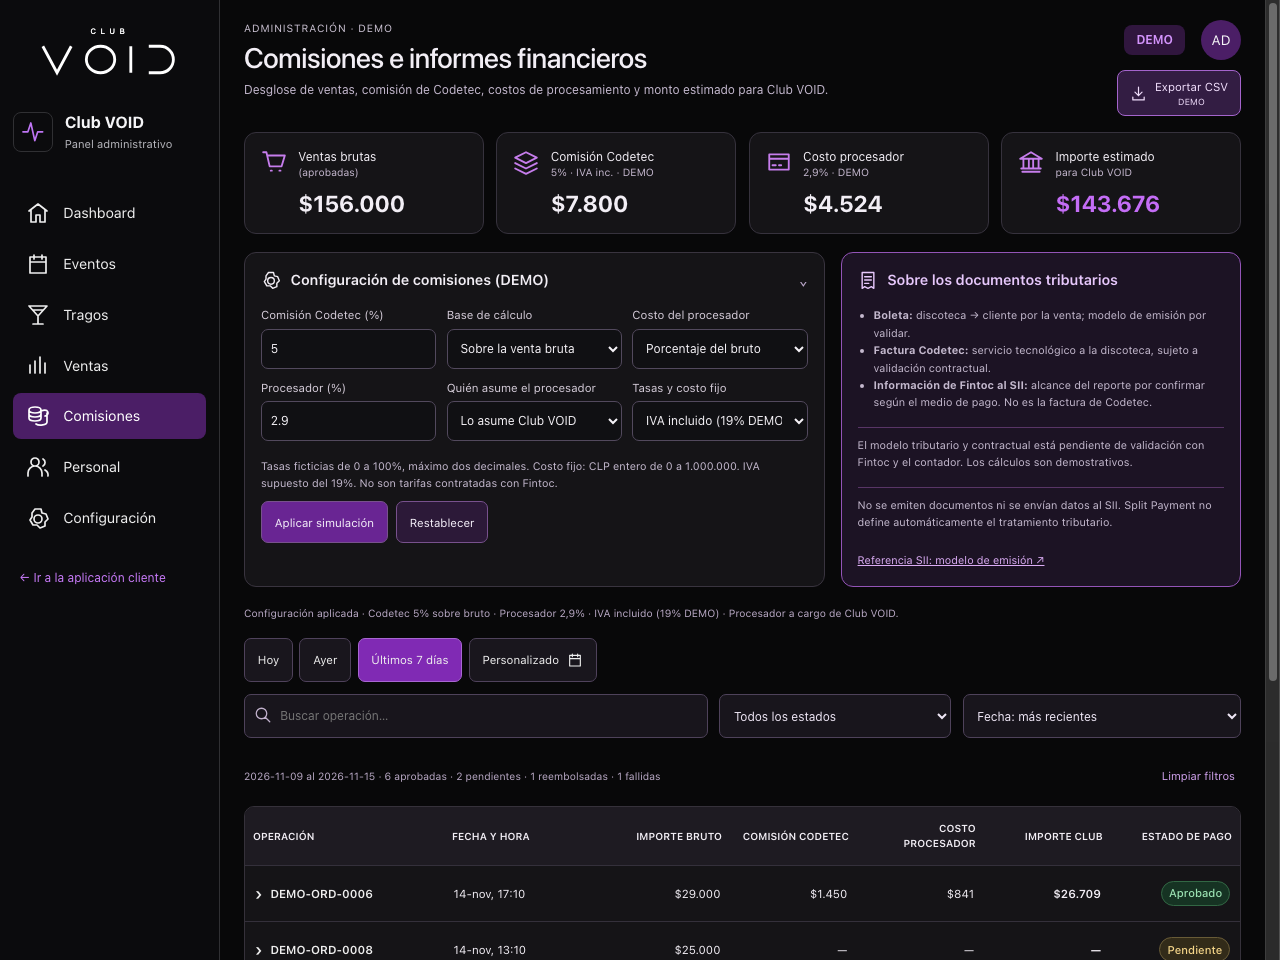 CLUB
VOID
Club VOID
Panel administrativo
Dashboard
Eventos
Tragos
Ventas
Comisiones
Personal
Configuración
← Ir a la aplicación cliente
ADMINISTRACIÓN · DEMO
Comisiones e informes financieros
Desglose de ventas, comisión de Codetec, costos de procesamiento y monto estimado para Club VOID.
DEMO
AD
Exportar CSV
DEMO
Ventas brutas
(aprobadas)
$156.000
Comisión Codetec
5% · IVA inc. · DEMO
$7.800
Costo procesador
2,9% · DEMO
$4.524
Importe estimado
para Club VOID
$143.676
Configuración de comisiones (DEMO)
Comisión Codetec (%)
Base de cálculo
Costo del procesador
5
Sobre la venta bruta
Porcentaje del bruto
Procesador (%)
Quién asume el procesador
Tasas y costo fijo
2.9
Lo asume Club VOID
IVA incluido (19% DEMO
Tasas ficticias de 0 a 100%, máximo dos decimales. Costo fijo: CLP entero de 0 a 1.000.000. IVA
supuesto del 19%. No son tarifas contratadas con Fintoc.
Aplicar simulación
Restablecer
Sobre los documentos tributarios
• Boleta: discoteca → cliente por la venta; modelo de emisión por
validar.
• Factura Codetec: servicio tecnológico a la discoteca, sujeto a
validación contractual.
• Información de Fintoc al SII: alcance del reporte por confirmar
según el medio de pago. No es la factura de Codetec.
El modelo tributario y contractual está pendiente de validación con
Fintoc y el contador. Los cálculos son demostrativos.
No se emiten documentos ni se envían datos al SII. Split Payment no
define automáticamente el tratamiento tributario.
Referencia SII: modelo de emisión ↗
Configuración aplicada · Codetec 5% sobre bruto · Procesador 2,9% · IVA incluido (19% DEMO) · Procesador a cargo de Club VOID.
Hoy
Ayer
Últimos 7 días
Personalizado
Buscar operación...
Todos los estados
Fecha: más recientes
2026-11-09 al 2026-11-15 · 6 aprobadas · 2 pendientes · 1 reembolsadas · 1 fallidas
Limpiar filtros
OPERACIÓN
FECHA Y HORA
IMPORTE BRUTO
COMISIÓN CODETEC
COSTO
PROCESADOR
IMPORTE CLUB
ESTADO DE PAGO
› DEMO-ORD-0006
14-nov, 17:10
$29.000
$1.450
$841
$26.709
Aprobado
› DEMO-ORD-0008
14-nov, 13:10
$25.000
—
—
—
Pendiente